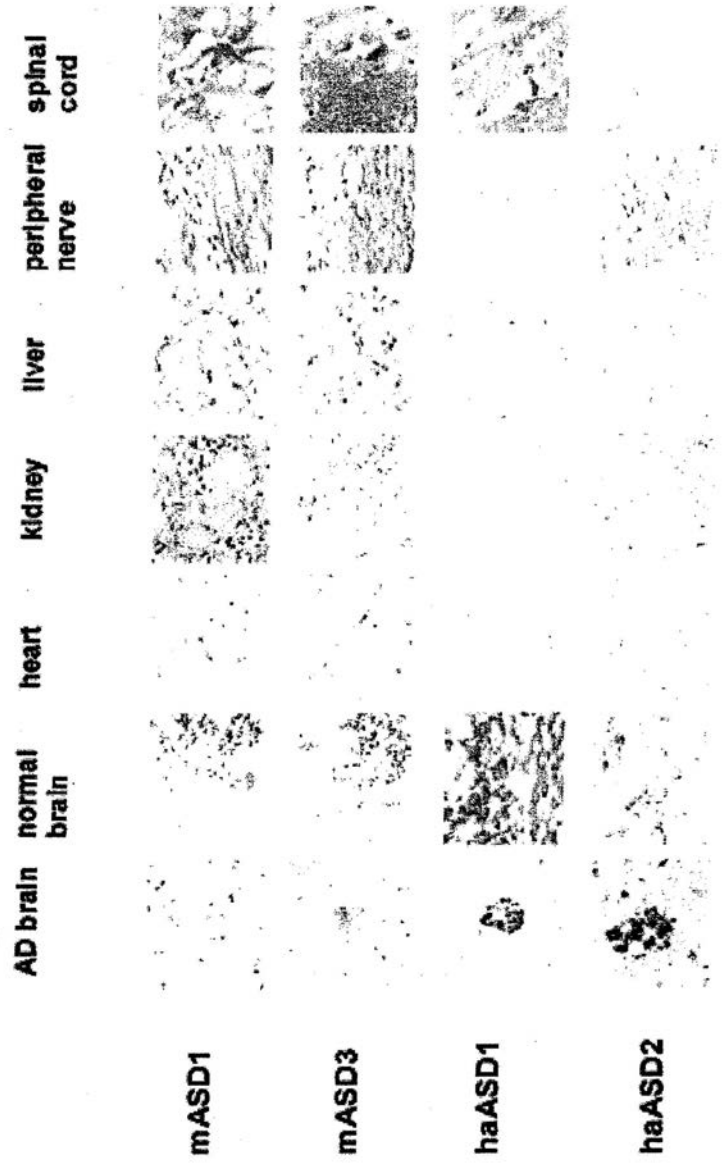 AD brain
normal
brain
heart
kidney
liver
peripheral
nerve
spinal
cord
mASD1
mASD3
haASD1
haASD2